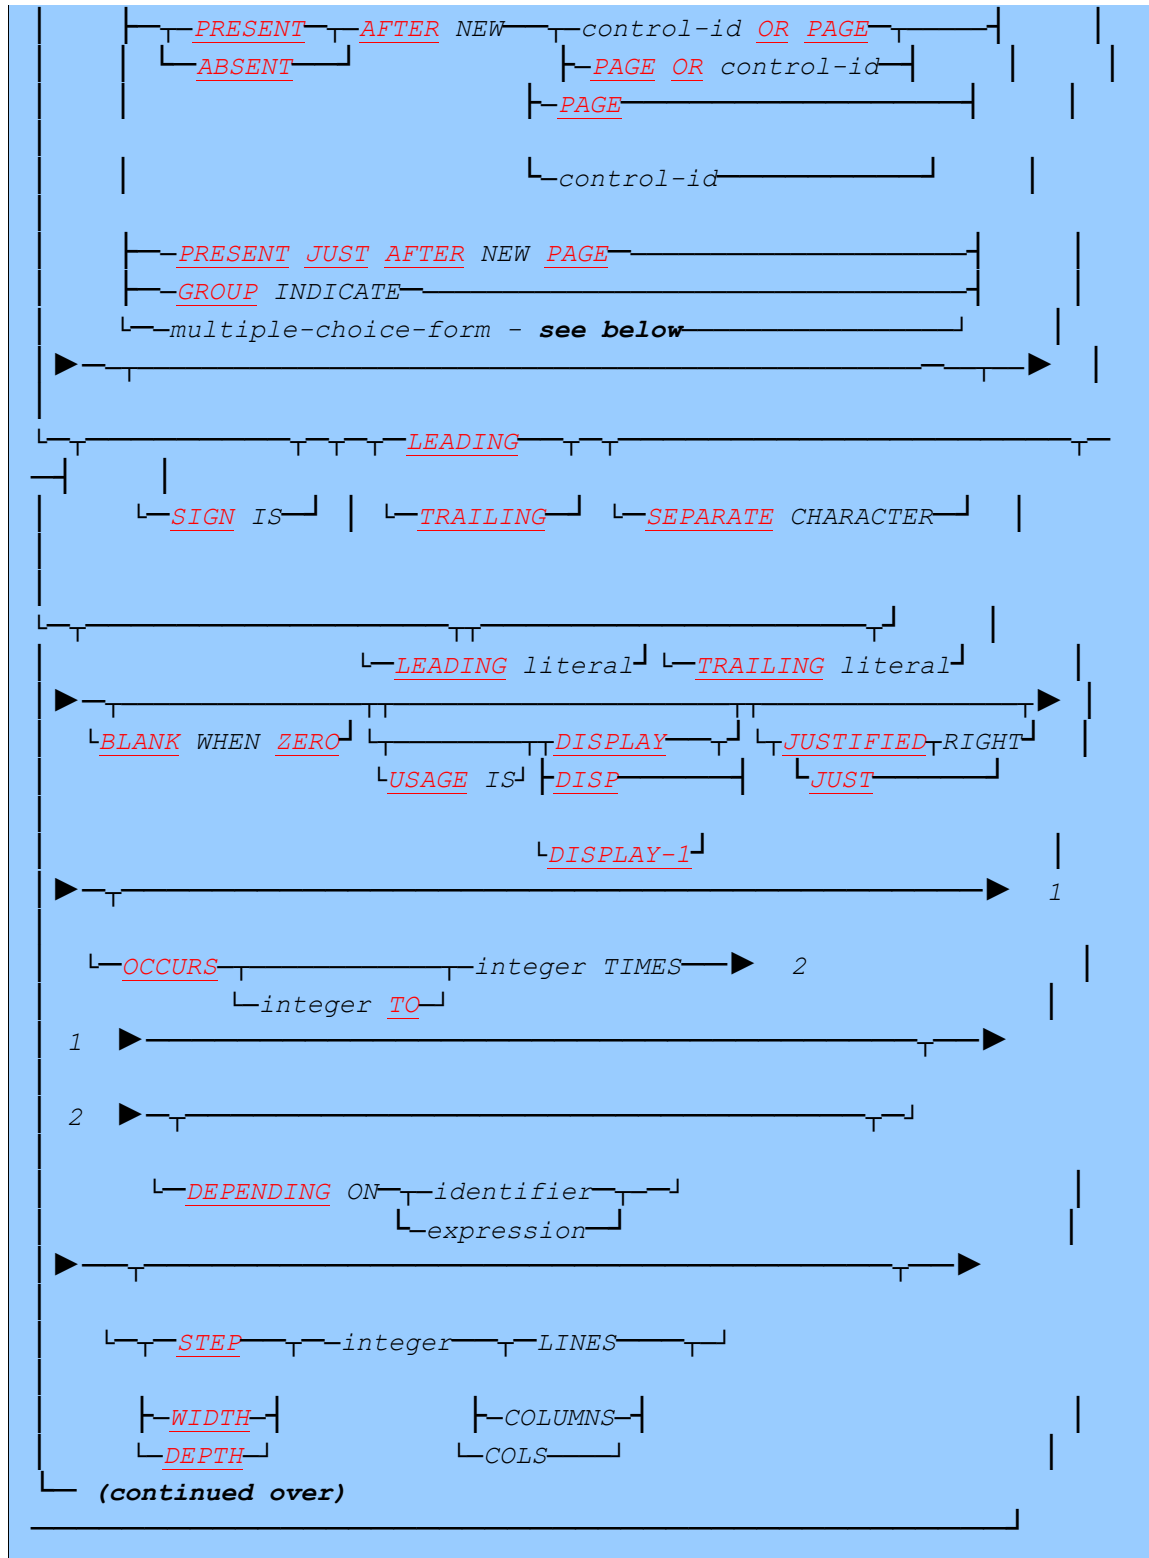 PRESENT AFTER NEW control-id OR PAGE
ABSENT PAGE OR control-id
PAGE
control-id
PRESENT JUST AFTER NEW PAGE
GROUP INDICATE
multiple-choice-form - see below
LEADING
SIGN IS TRAILING SEPARATE CHARACTER
LEADING literal TRAILING literal
BLANK WHEN ZERO DISPLAY JUSTIFIED RIGHT
USAGE IS DISP JUST
DISPLAY-1
1
OCCURS integer TIMES 2
integer TO
1
2
DEPENDING ON identifier
expression
STEP integer LINES
WIDTH COLUMNS
DEPTH COLS
(continued over)